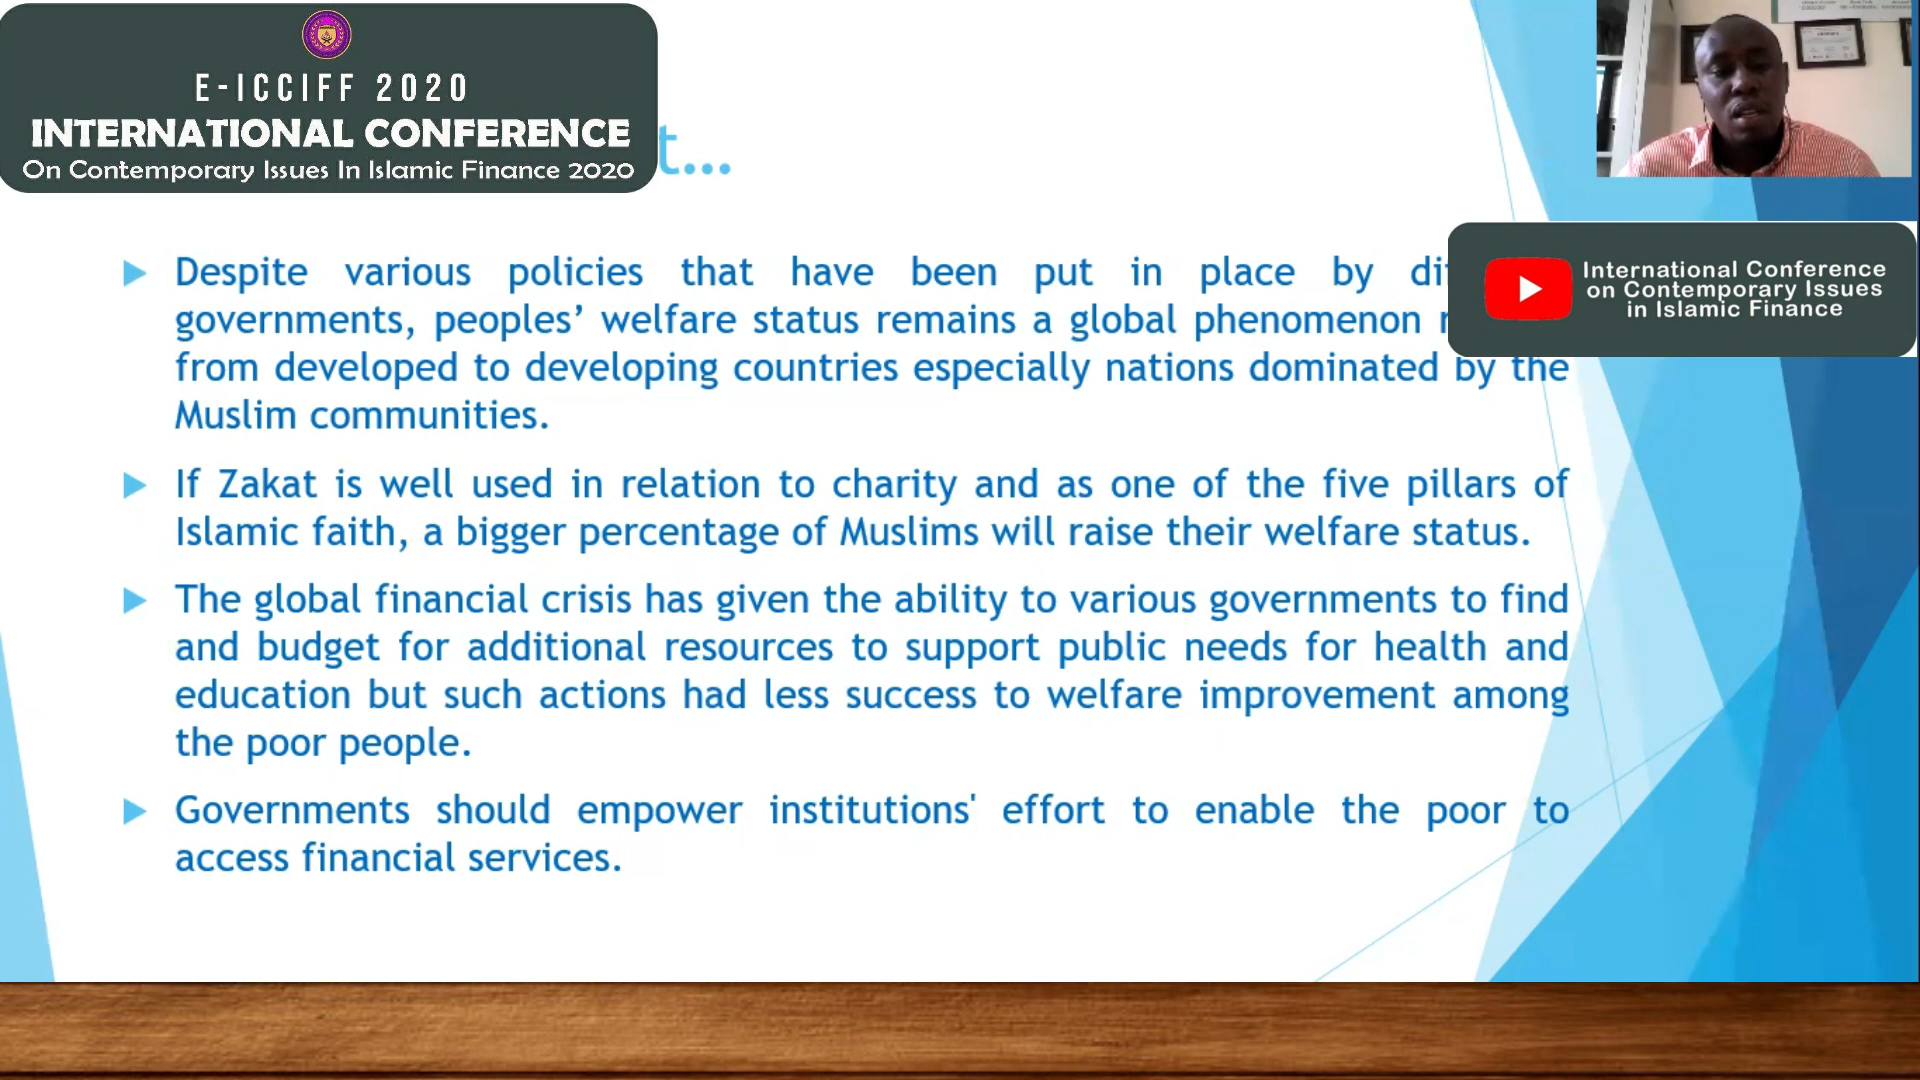 E-ICCIFF 2020
INTERNATIONAL CONFERENCE
On Contemporary Issues In Islamic Finance 2020
t...
International Conference
on Contemporary Issues
in Islamic Finance
Despite various policies that have been put in place by
governments, peoples’ welfare status remains a global phenomenon
from developed to developing countries especially nations dominated by the
Muslim communities.
If Zakat is well used in relation to charity and as one of the five pillars of
Islamic faith, a bigger percentage of Muslims will raise their welfare status.
The global financial crisis has given the ability to various governments to find
and budget for additional resources to support public needs for health and
education but such actions had less success to welfare improvement among
the poor people.
Governments should empower institutions' effort to enable the poor to
access financial services.